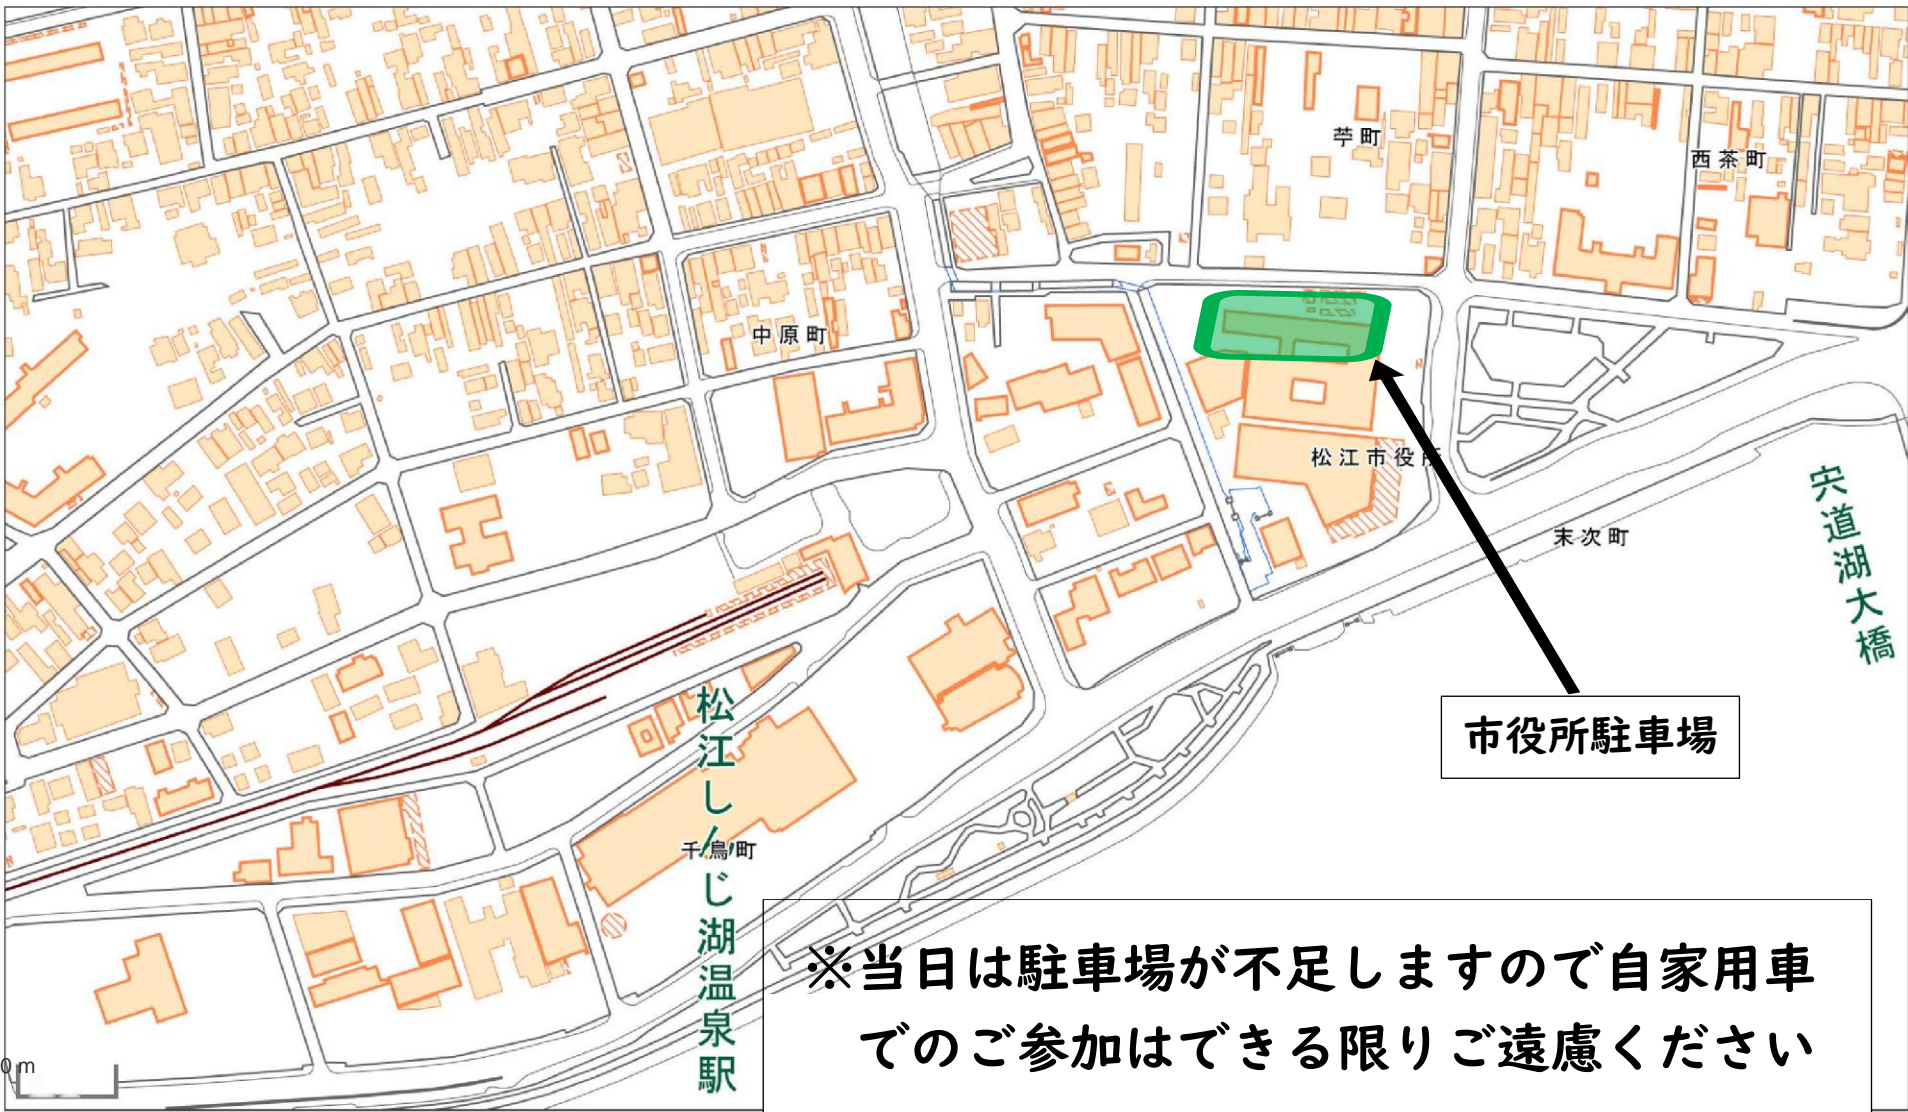 苧町
西茶町
中原町
松江市役所
末次町
宍道湖大橋
市役所駐車場
松江しんじ湖温泉駅
千鳥町
※当日は駐車場が不足しますので自家用車
でのご参加はできる限りご遠慮ください
0 m